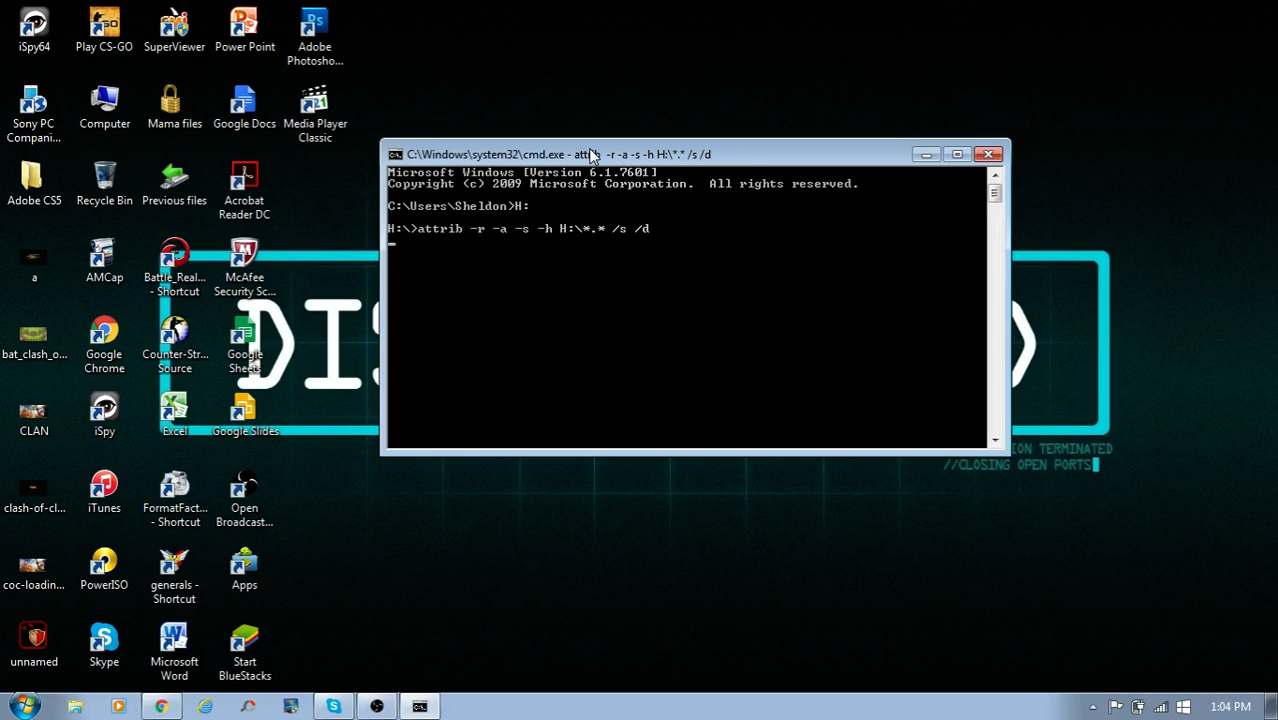 iSpy64
Play CS-GO
SuperViewer
Power Point
Adobe
Photosho...
Sony PC
Compani...
Computer
Mama files
Google Docs
Media Player
Classic
Adobe CS5
Recycle Bin
Previous files
Acrobat
Reader DC
a
AMCap
Battle_Real...
- Shortcut
McAfee
Security Sc...
bat_clash_o...
Google
Chrome
Counter-Str...
Source
Google
Sheets
CLAN
iSpy
Excel
Google Slides
clash-of-cl...
iTunes
FormatFact...
- Shortcut
Open
Broadcast...
coc-loadin...
PowerISO
generals -
Shortcut
Apps
unnamed
Skype
Microsoft
Word
Start
BlueStacks
C:\Windows\system32\cmd.exe - attrib -r -a -s -h H:\*.* /s /d
Microsoft Windows [Version 6.1.7601]
Copyright (c) 2009 Microsoft Corporation. All rights reserved.
C:\Users\Sheldon>H:
H:\>attrib -r -a -s -h H:\*.* /s /d
ION TERMINATED
//CLOSING OPEN PORTS
1:04 PM